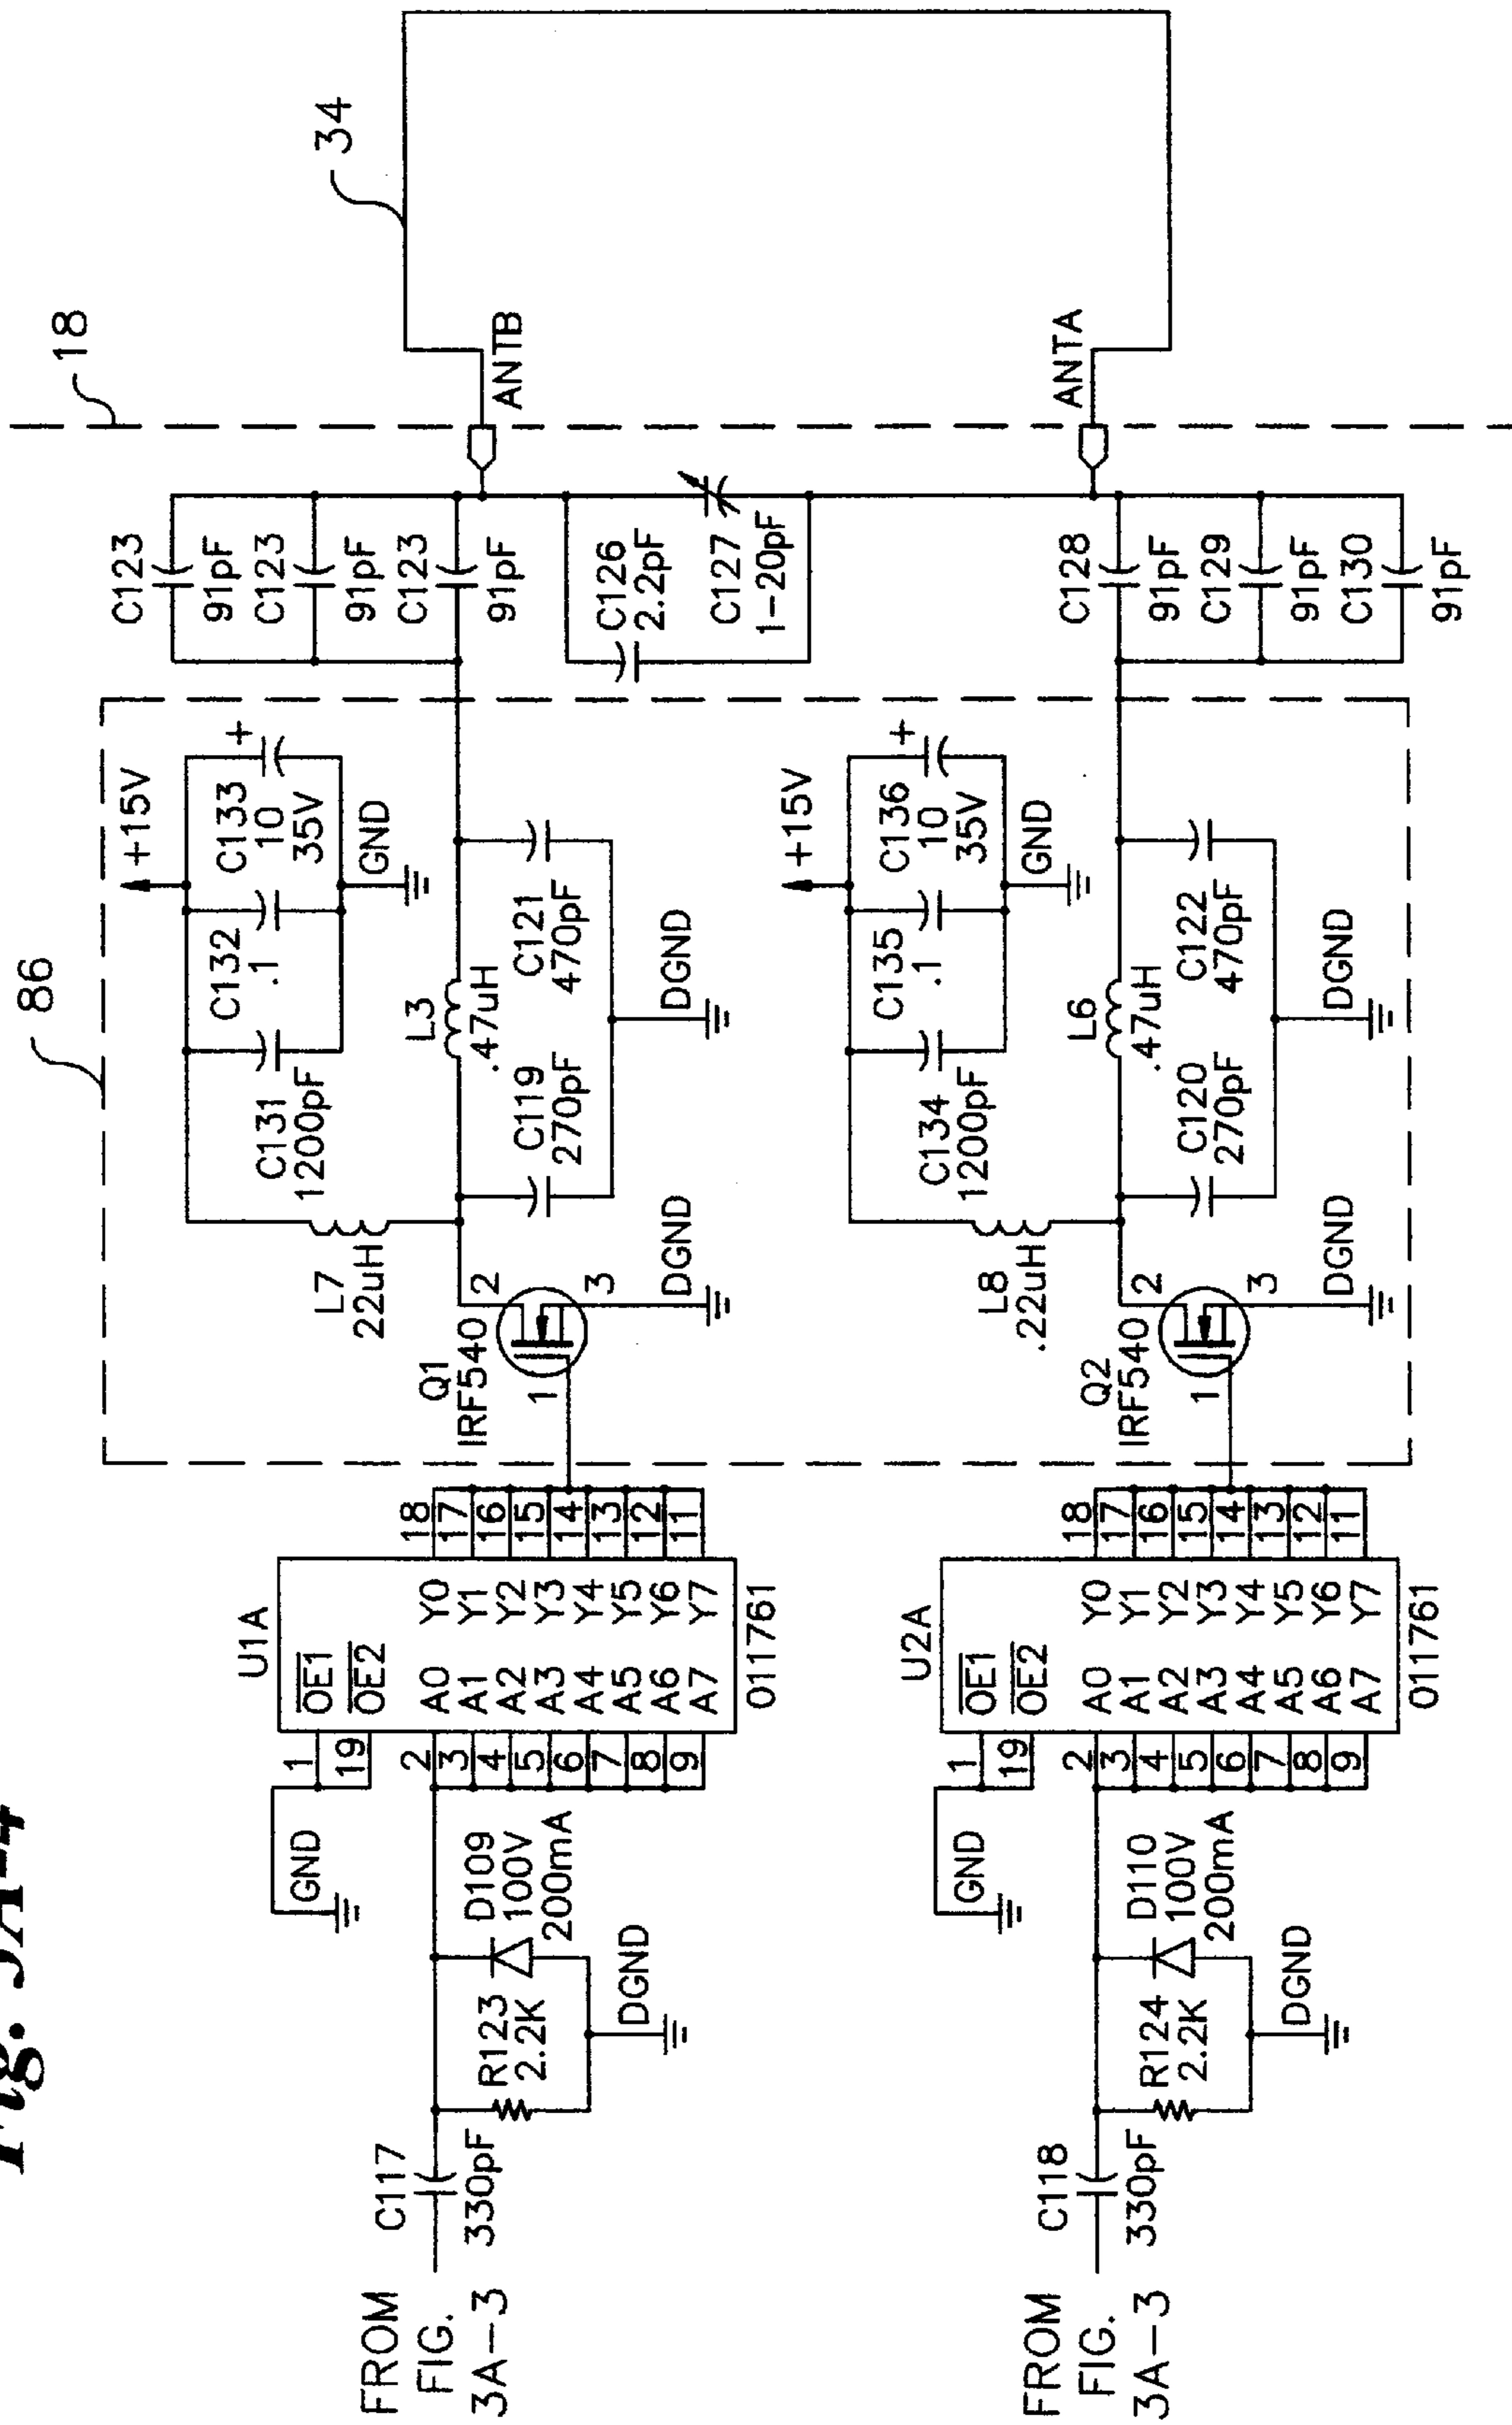 Fig. 3A-4
FROM
FIG.
3A-3
C117
330pF
R123
2.2K
D109
100V
200mA
DGND
GND
1
19
2
3
4
5
6
7
8
9
U1A
OE1
OE2
A0 Y0
A1 Y1
A2 Y2
A3 Y3
A4 Y4
A5 Y5
A6 Y6
A7 Y7
011761
18
17
16
15
14
13
12
11
86
Q1
IRF540
1
2
3
DGND
L7
22uH
+15V
C131
1200pF
C132
.1
C133
10
35V
+
GND
L3
.47uH
C119
270pF
C121
470pF
DGND
C123
91pF
C123
91pF
C123
91pF
C126
2.2pF
C127
1-20pF
18
ANTB
34
ANTA
FROM
FIG.
3A-3
C118
330pF
R124
2.2K
D110
100V
200mA
DGND
GND
1
19
2
3
4
5
6
7
8
9
U2A
OE1
OE2
A0 Y0
A1 Y1
A2 Y2
A3 Y3
A4 Y4
A5 Y5
A6 Y6
A7 Y7
011761
18
17
16
15
14
13
12
11
Q2
IRF540
1
2
3
DGND
L8
.22uH
+15V
C134
1200pF
C135
.1
C136
10
35V
+
GND
L6
.47uH
C120
270pF
C122
470pF
DGND
C128
91pF
C129
91pF
C130
91pF